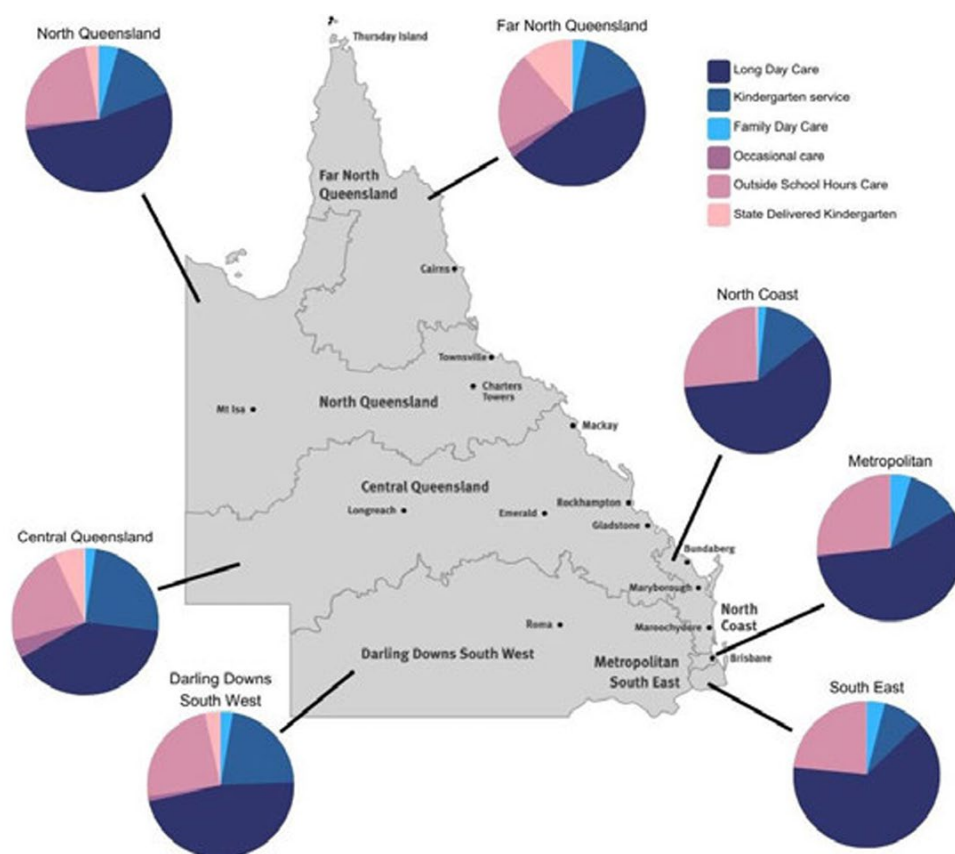 North Queensland
Far North Queensland
Thursday Island
Long Day Care
Kindergarten service
Family Day Care
Occasional care
Outside School Hours Care
State Delivered Kindergarten
Far North
Queensland
Cairns
North Coast
Townsville
Charters
Towers
Mt Isa
North Queensland
Mackay
Metropolitan
Central Queensland
Longreach
Emerald
Rockhampton
Gladstone
Central Queensland
Bundaberg
Maryborough
North
Coast
Roma
Maroochydore
Darling Downs South West
Metropolitan
South East
Brisbane
Darling Downs
South West
South East